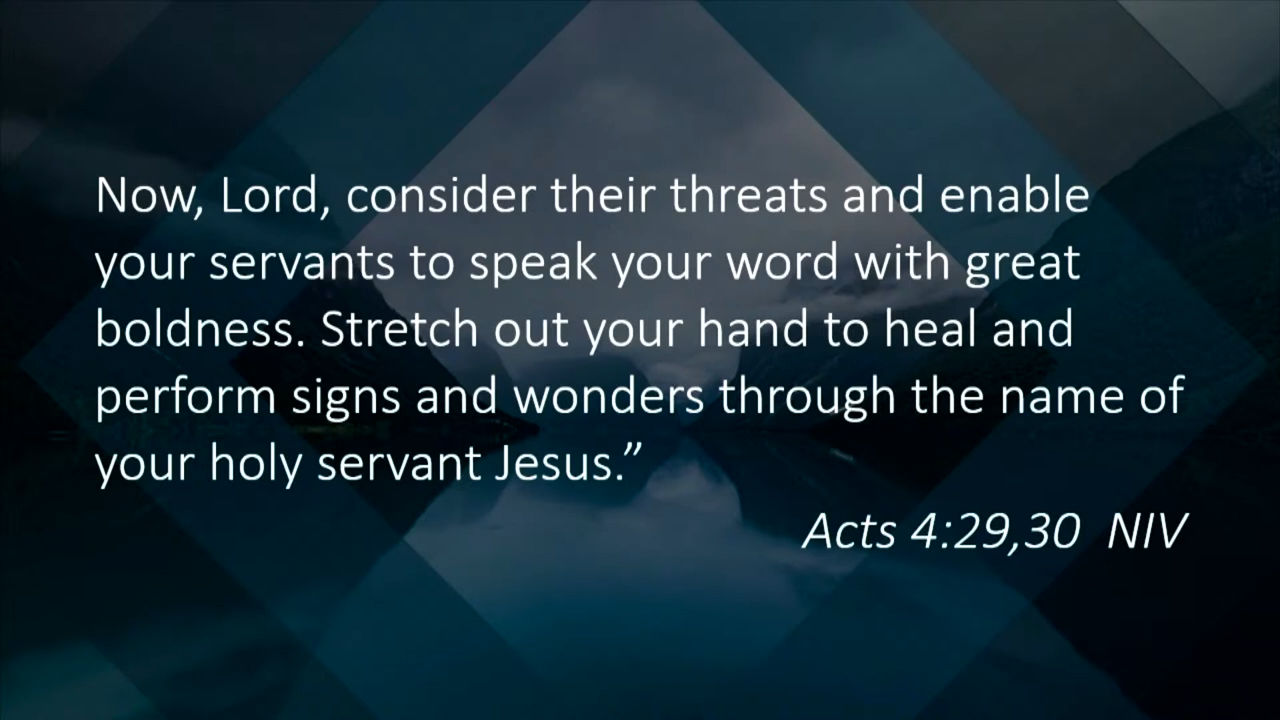 Now, Lord, consider their threats and enable
your servants to speak your word with great
boldness. Stretch out your hand to heal and
perform signs and wonders through the name of
your holy servant Jesus.”
Acts 4:29,30  NIV